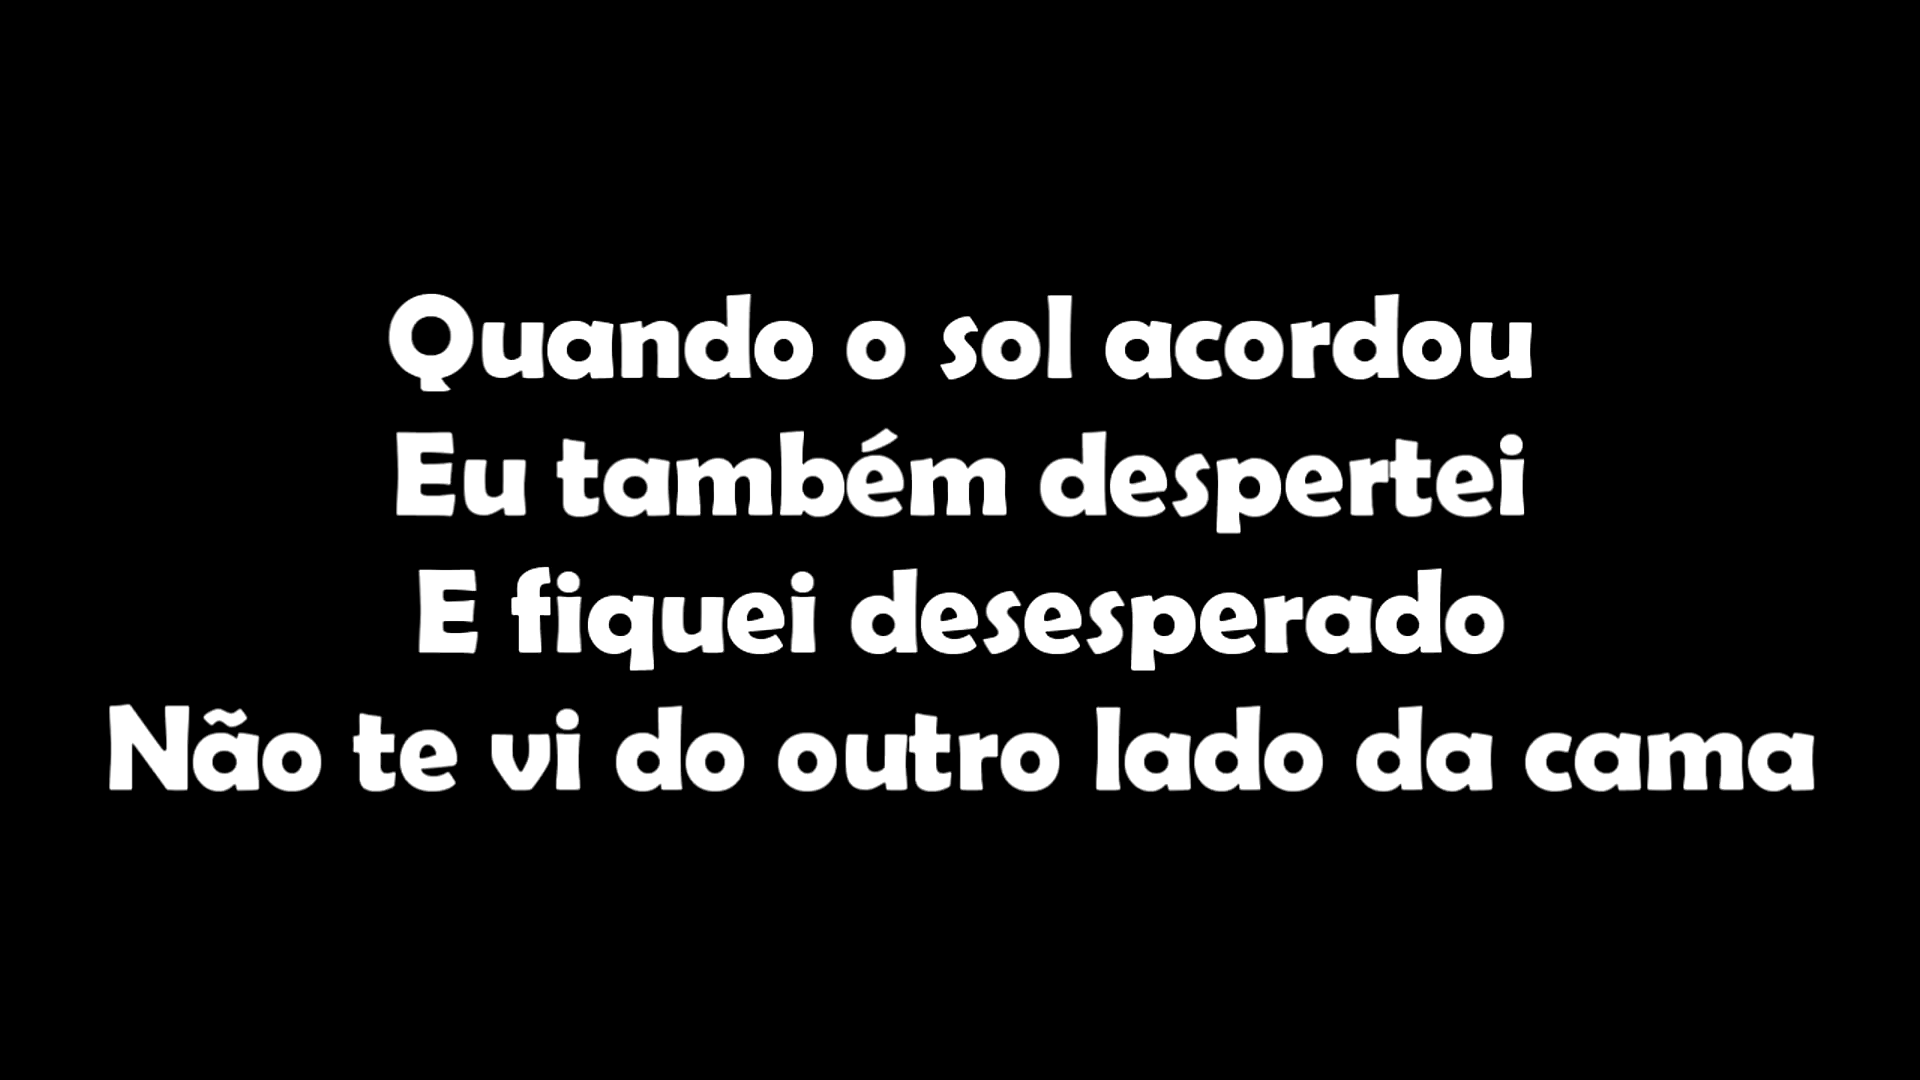 Quando o sol acordou
Eu também despertei
E fiquei desesperado
Não te vi do outro lado da cama